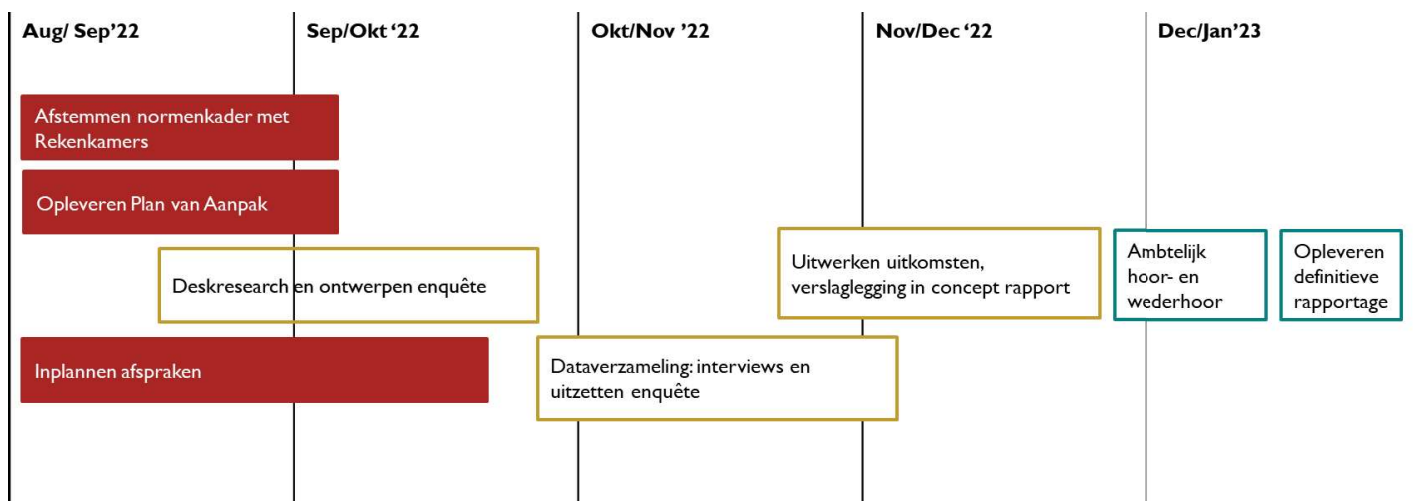 Aug/ Sep’22
Sep/Okt ‘22
Okt/Nov ’22
Nov/Dec ‘22
Dec/Jan’23
Afstemmen normenkader met
Rekenkamers
Opleveren Plan van Aanpak
Deskresearch en ontwerpen enquête
Uitwerken uitkomsten,
verslaglegging in concept rapport
Ambtelijk
hoor- en
wederhoor
Opleveren
definitieve
rapportage
Inplannen afspraken
Dataverzameling: interviews en
uitzetten enquête